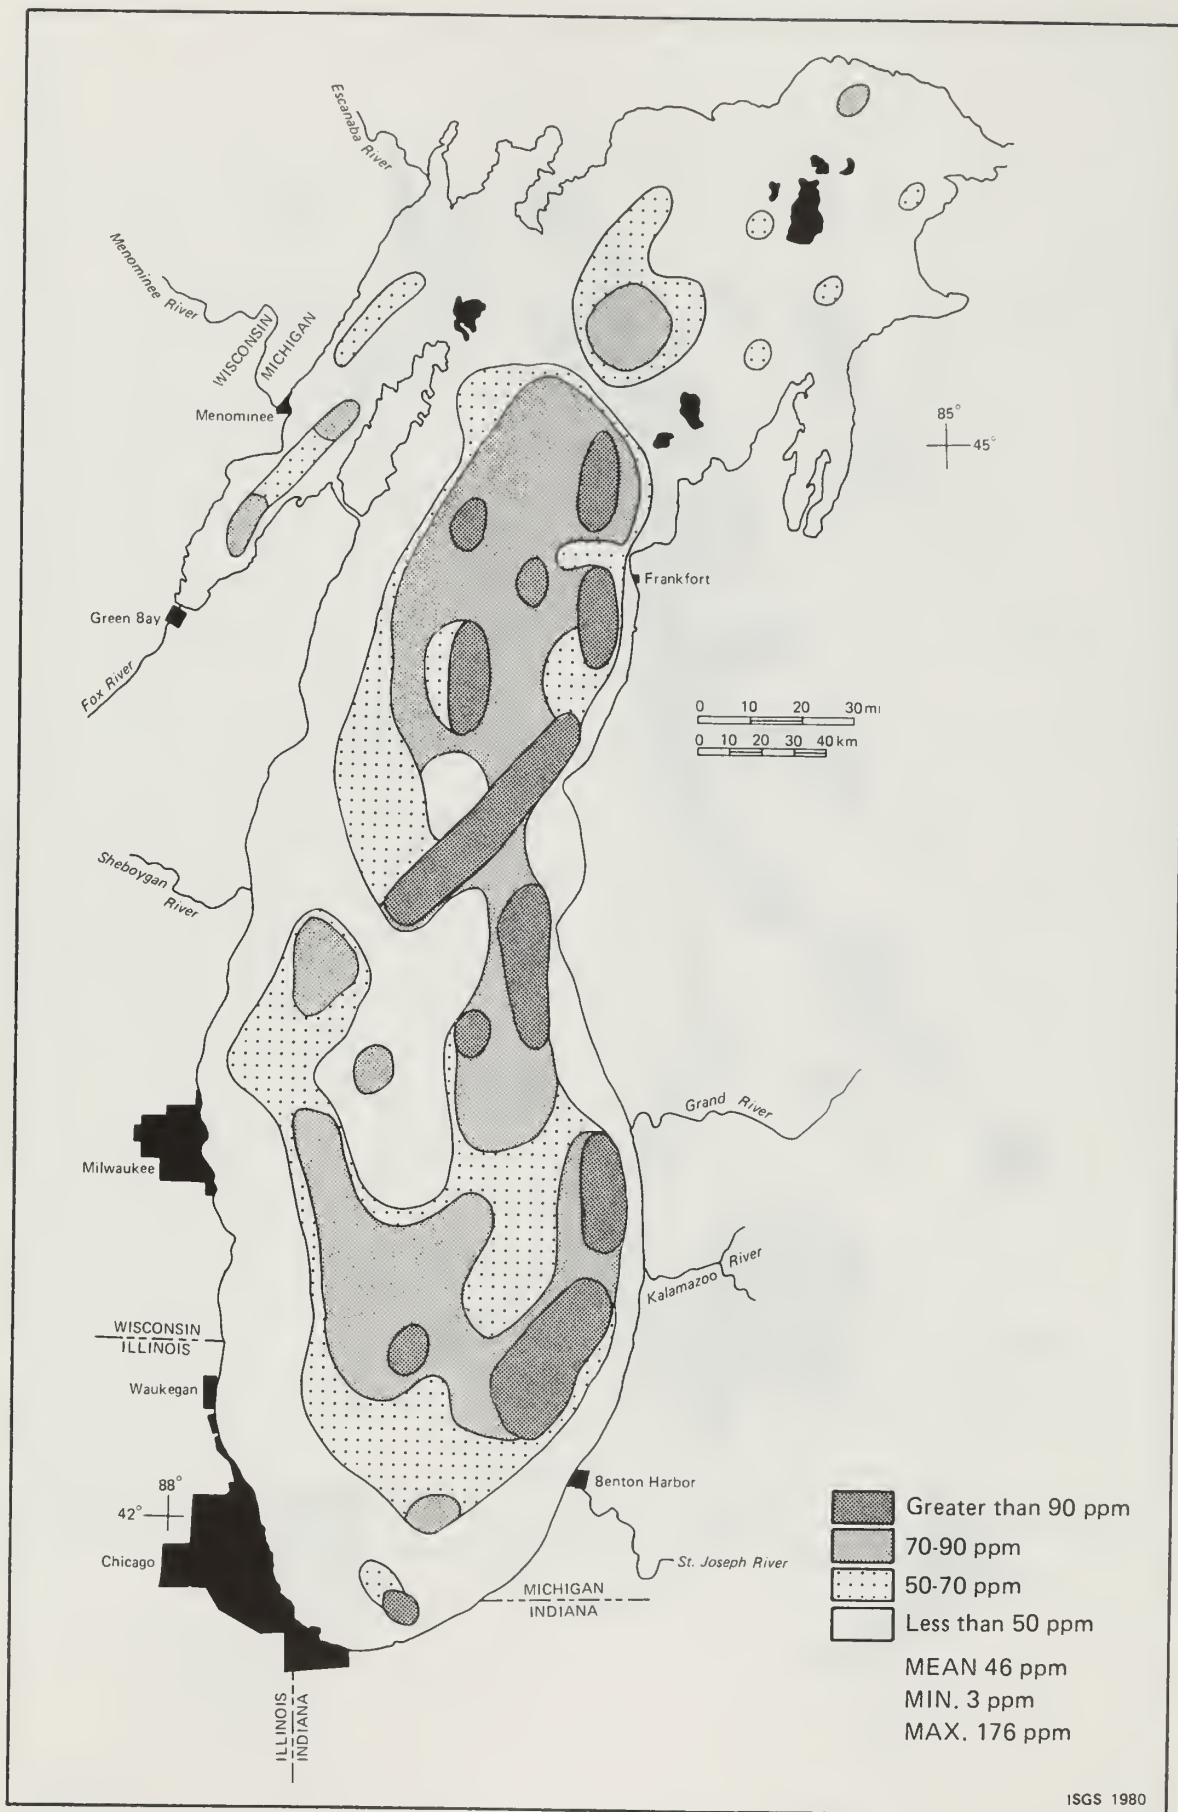 Escanaba
River
Menominee River
WISCONSIN
MICHIGAN
Menominee
85°
45°
Green 8ay
Frankfort
Fox River
0 10 20 30 mi
0 10 20 30 40 km
Sheboygan
River
Grand River
Milwaukee
Kalamazoo River
WISCONSIN
ILLINOIS
Waukegan
8enton Harbor
88°
42°
Chicago
St. Joseph River
MICHIGAN
INDIANA
ILLINOIS
INDIANA
Greater than 90 ppm
70-90 ppm
50-70 ppm
Less than 50 ppm
MEAN 46 ppm
MIN. 3 ppm
MAX. 176 ppm
ISGS 1980